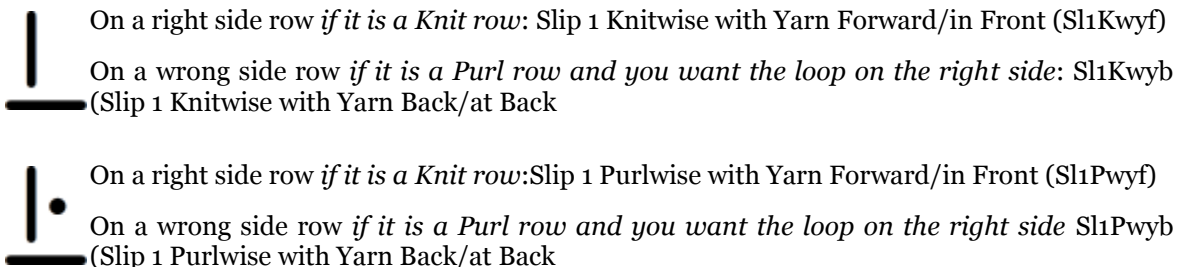 On a right side row if it is a Knit row: Slip 1 Knitwise with Yarn Forward/in Front (Sl1Kwyf)
On a wrong side row if it is a Purl row and you want the loop on the right side: Sl1Kwyb
(Slip 1 Knitwise with Yarn Back/at Back
On a right side row if it is a Knit row:Slip 1 Purlwise with Yarn Forward/in Front (Sl1Pwyf)
On a wrong side row if it is a Purl row and you want the loop on the right side Sl1Pwyb
(Slip 1 Purlwise with Yarn Back/at Back